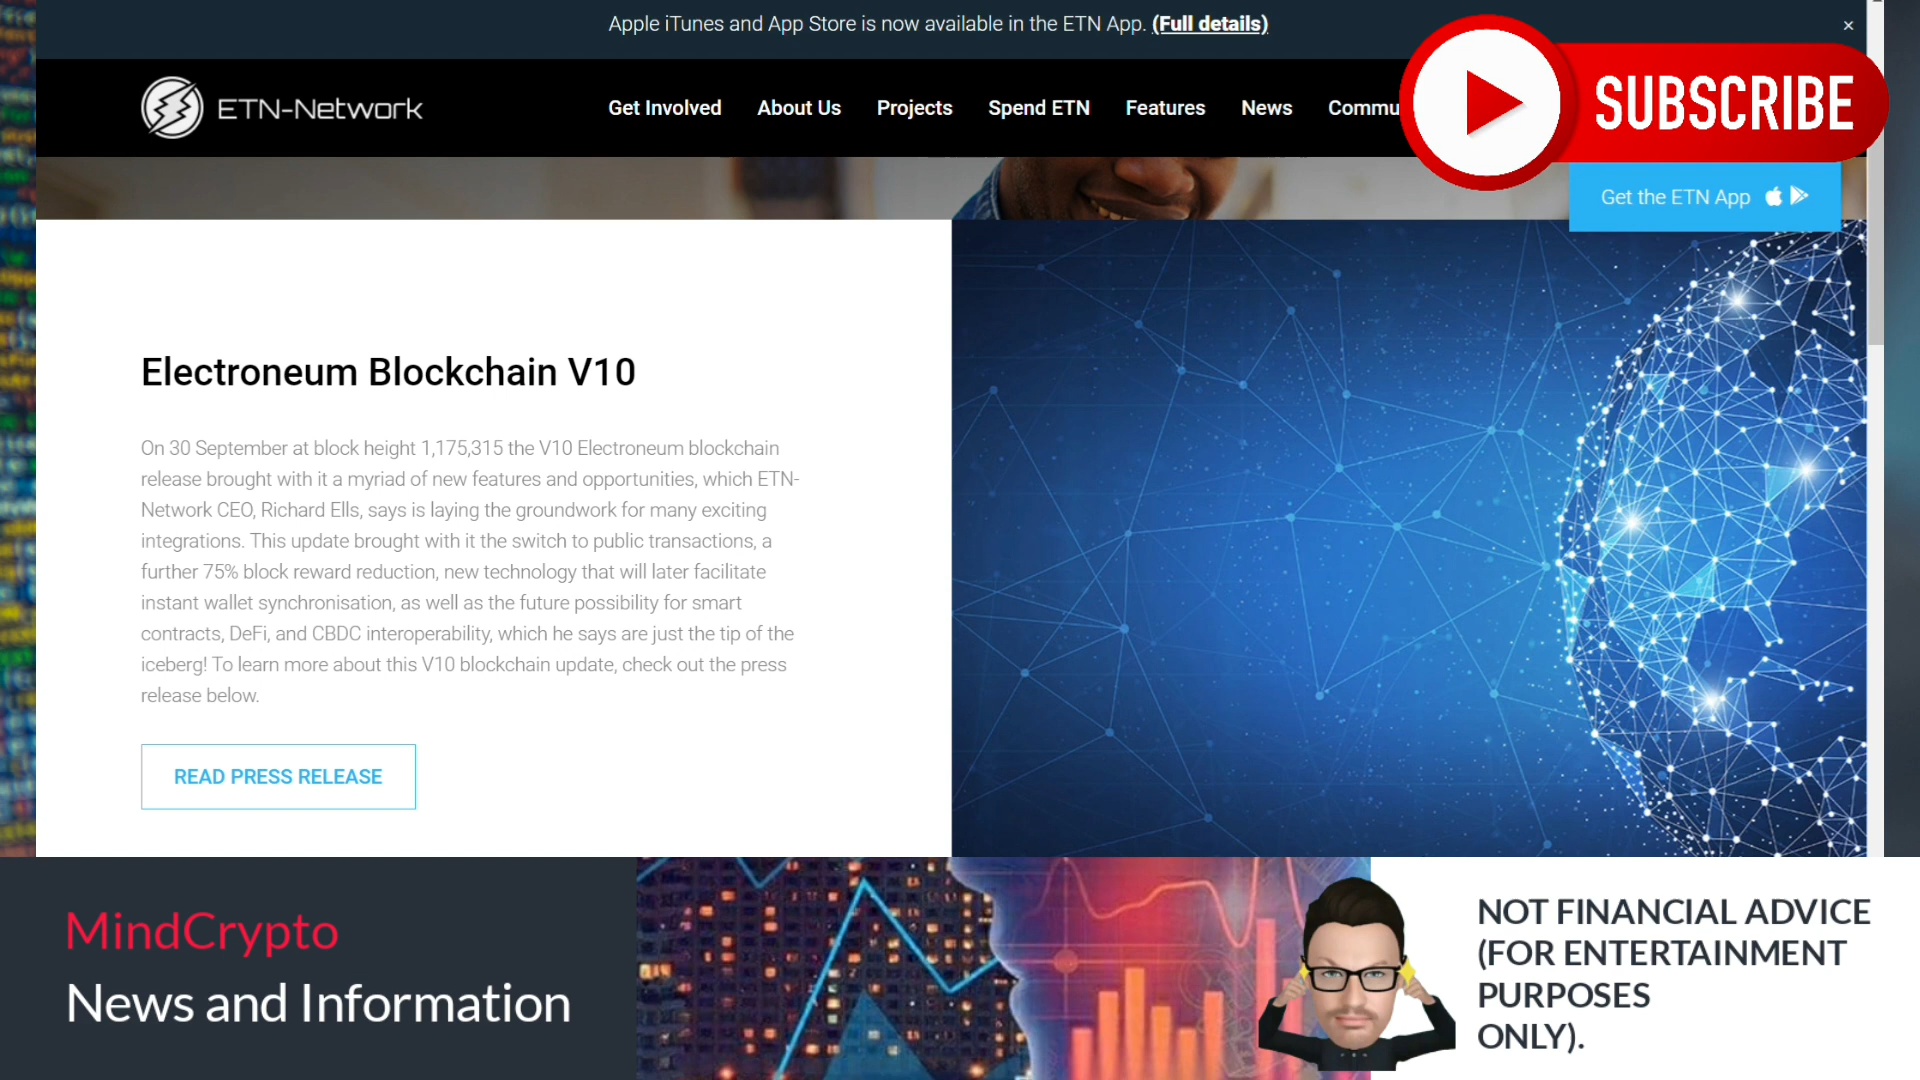 Apple iTunes and App Store is now available in the ETN App. (Full details)
×
ETN-Network
Get Involved About Us Projects Spend ETN Features News Commu
SUBSCRIBE
Get the ETN App
Electroneum Blockchain V10
On 30 September at block height 1,175,315 the V10 Electroneum blockchain
release brought with it a myriad of new features and opportunities, which ETN-
Network CEO, Richard Ells, says is laying the groundwork for many exciting
integrations. This update brought with it the switch to public transactions, a
further 75% block reward reduction, new technology that will later facilitate
instant wallet synchronisation, as well as the future possibility for smart
contracts, DeFi, and CBDC interoperability, which he says are just the tip of the
iceberg! To learn more about this V10 blockchain update, check out the press
release below.
READ PRESS RELEASE
MindCrypto
News and Information
NOT FINANCIAL ADVICE
(FOR ENTERTAINMENT
PURPOSES
ONLY).